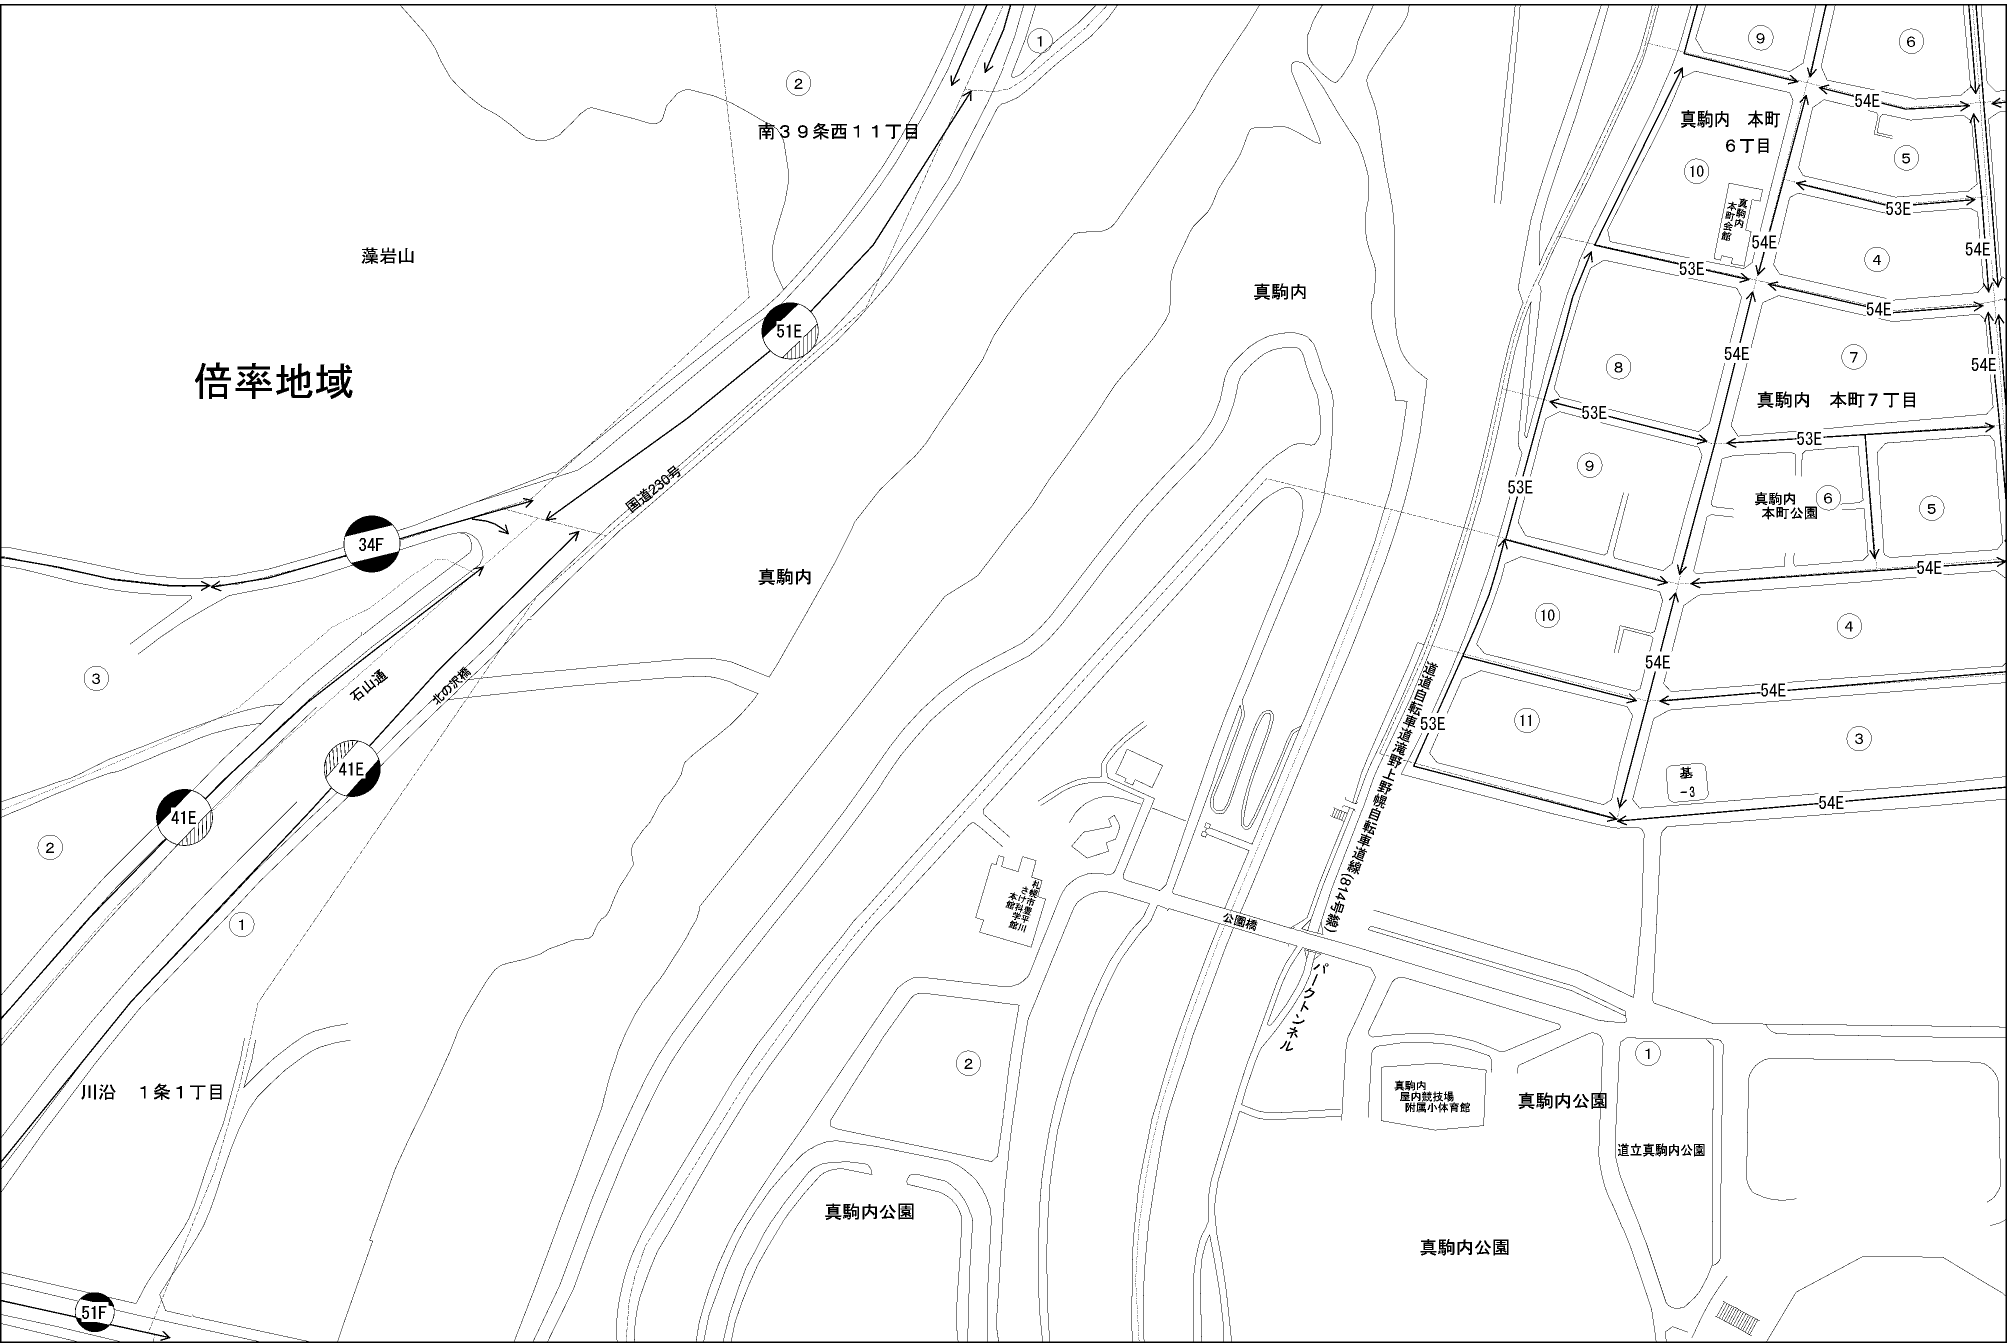 ①
⑨
⑥
②
54E
南３９条西１１丁目
真駒内　本町
６丁目
⑤
⑩
53E
真駒内
本町会館
54E
54E
藻岩山
④
53E
真駒内
54E
51E
54E
⑦
54E
⑧
倍率地域
真駒内　本町７丁目
53E
53E
⑨
国道230号
53E
真駒内
本町公園
⑥
⑤
34F
真駒内
54E
⑩
④
54E
③
石山通
北の沢橋
54E
53E
⑪
③
道道自転車道滝野上野幌自転車道線(814号線)
41E
基
-3
54E
41E
②
札幌市豊平川
さけ科学館
本館
①
公園橋
パークトンネル
②
①
川沿　１条１丁目
真駒内
屋内競技場
附属小体育館
真駒内公園
道立真駒内公園
真駒内公園
真駒内公園
51F